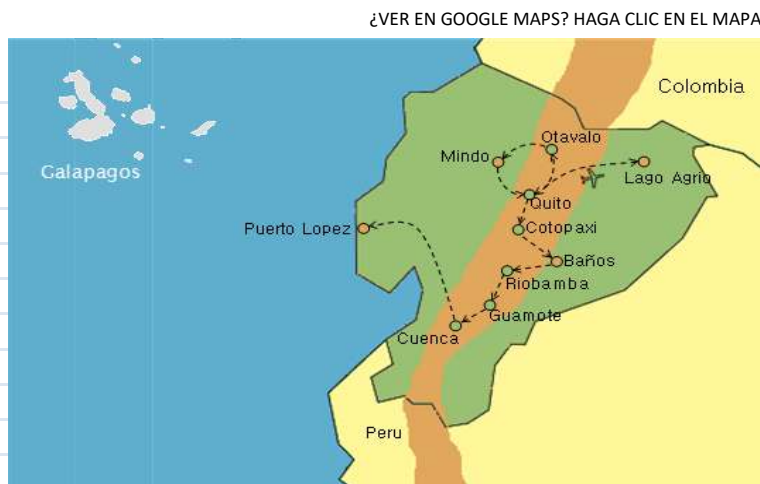 ¿VER EN GOOGLE MAPS? HAGA CLIC EN EL MAPA
Colombia
Otavalo
Mindo
Galapagos
Lago Agrio
Quito
Puerto Lopez
Cotopaxi
Baños
Riobamba
Guamote
Cuenca
Peru